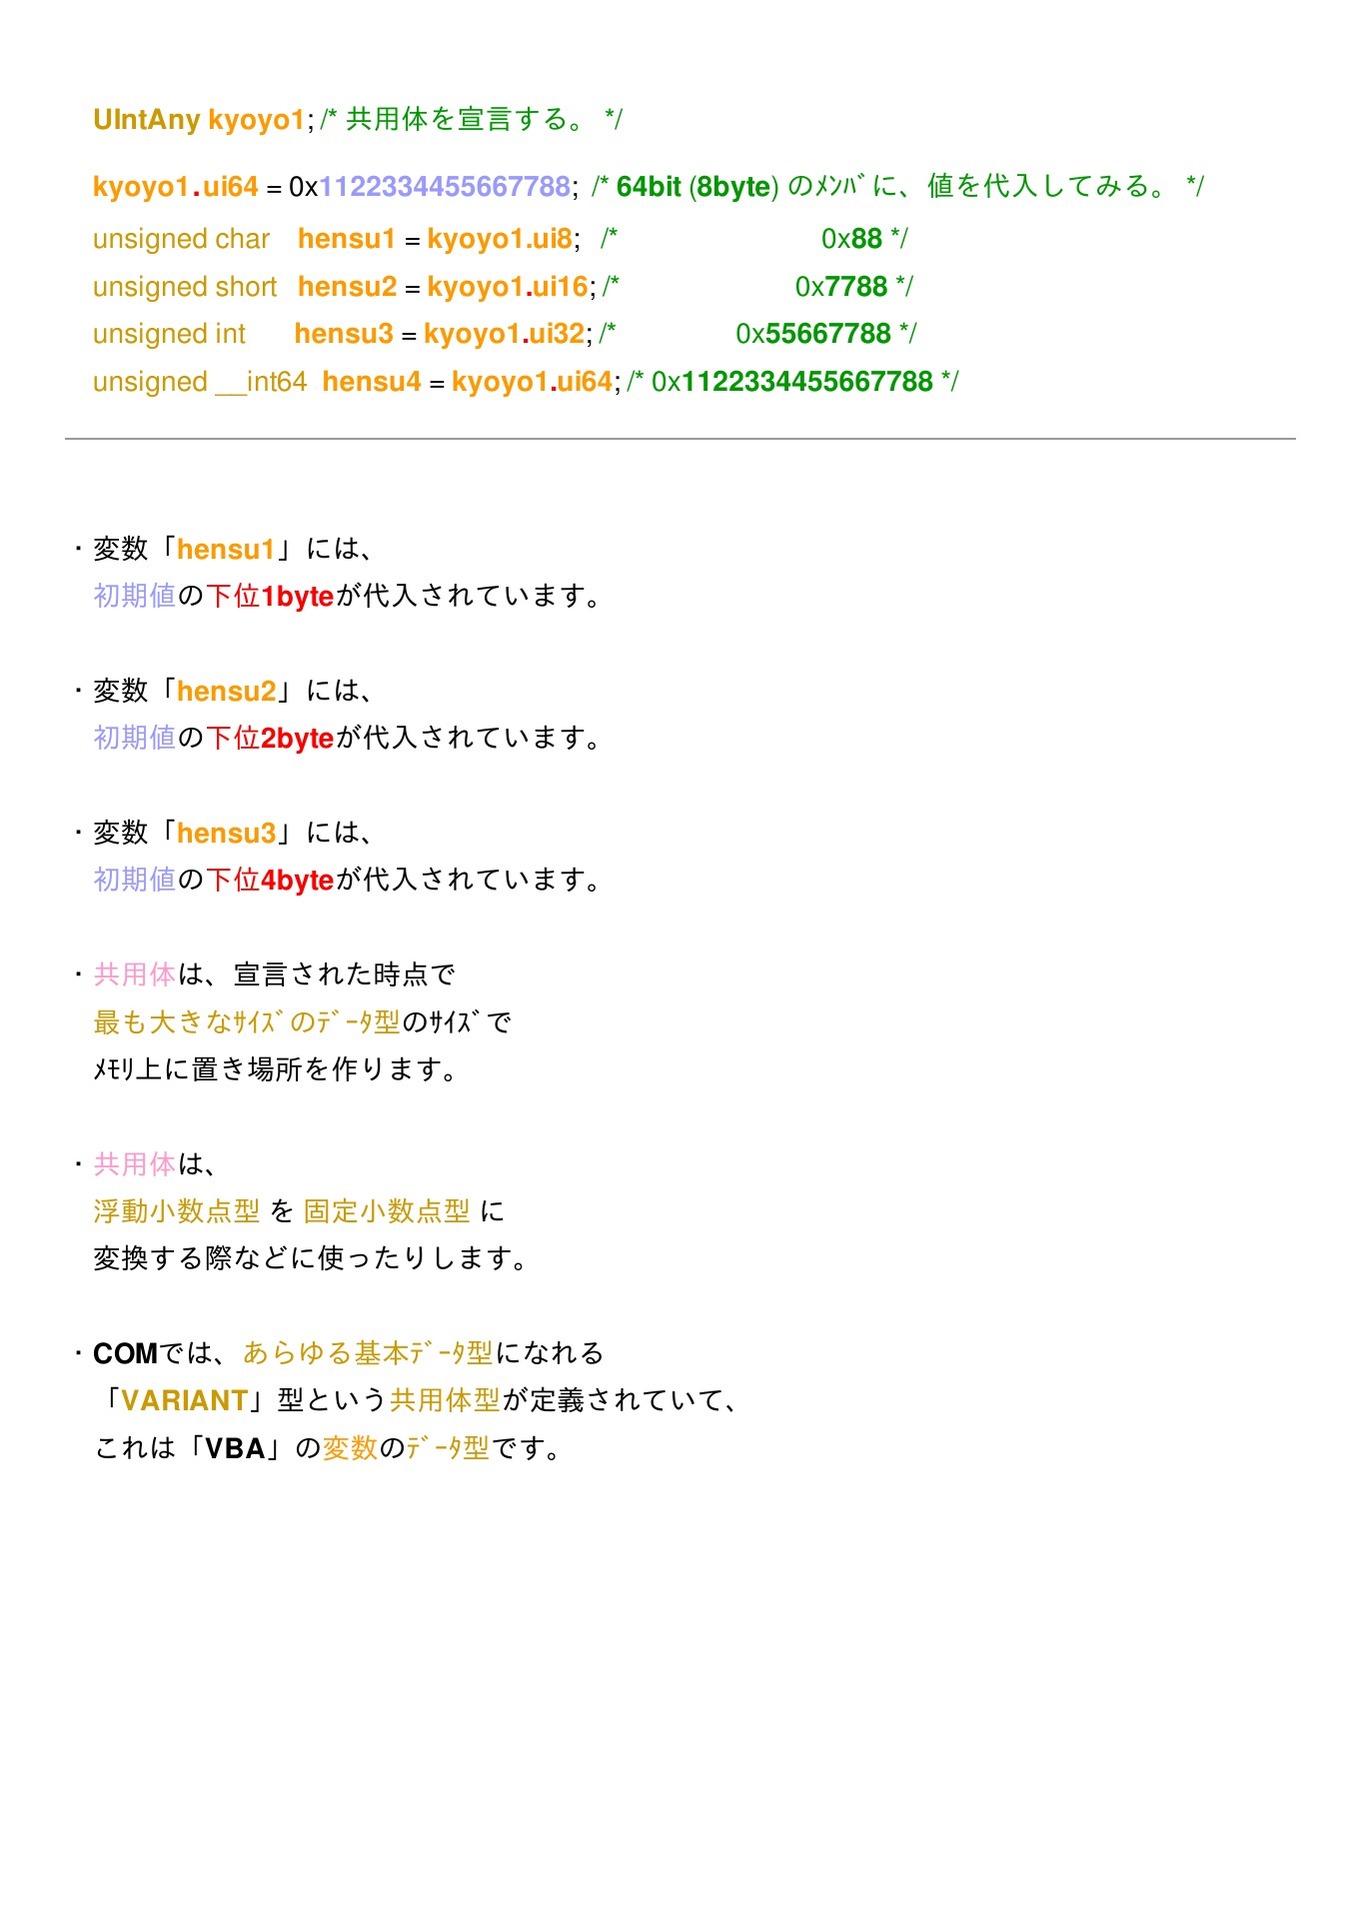 UIntAny kyoyo1; /* 共用体を宣言する。 */
kyoyo1.ui64 = 0x1122334455667788; /* 64bit (8byte) のﾒﾝﾊﾞに、値を代入してみる。 */
unsigned char hensu1 = kyoyo1.ui8; /* 0x88 */
unsigned short hensu2 = kyoyo1.ui16; /* 0x7788 */
unsigned int hensu3 = kyoyo1.ui32; /* 0x55667788 */
unsigned __int64 hensu4 = kyoyo1.ui64; /* 0x1122334455667788 */
・変数「hensu1」には、
初期値の下位1byteが代入されています。
・変数「hensu2」には、
初期値の下位2byteが代入されています。
・変数「hensu3」には、
初期値の下位4byteが代入されています。
・共用体は、宣言された時点で
最も大きなｻｲｽﾞのﾃﾞｰﾀ型のｻｲｽﾞで
ﾒﾓﾘ上に置き場所を作ります。
・共用体は、
浮動小数点型 を 固定小数点型 に
変換する際などに使ったりします。
・COMでは、あらゆる基本ﾃﾞｰﾀ型になれる
「VARIANT」型という共用体型が定義されていて、
これは「VBA」の変数のﾃﾞｰﾀ型です。